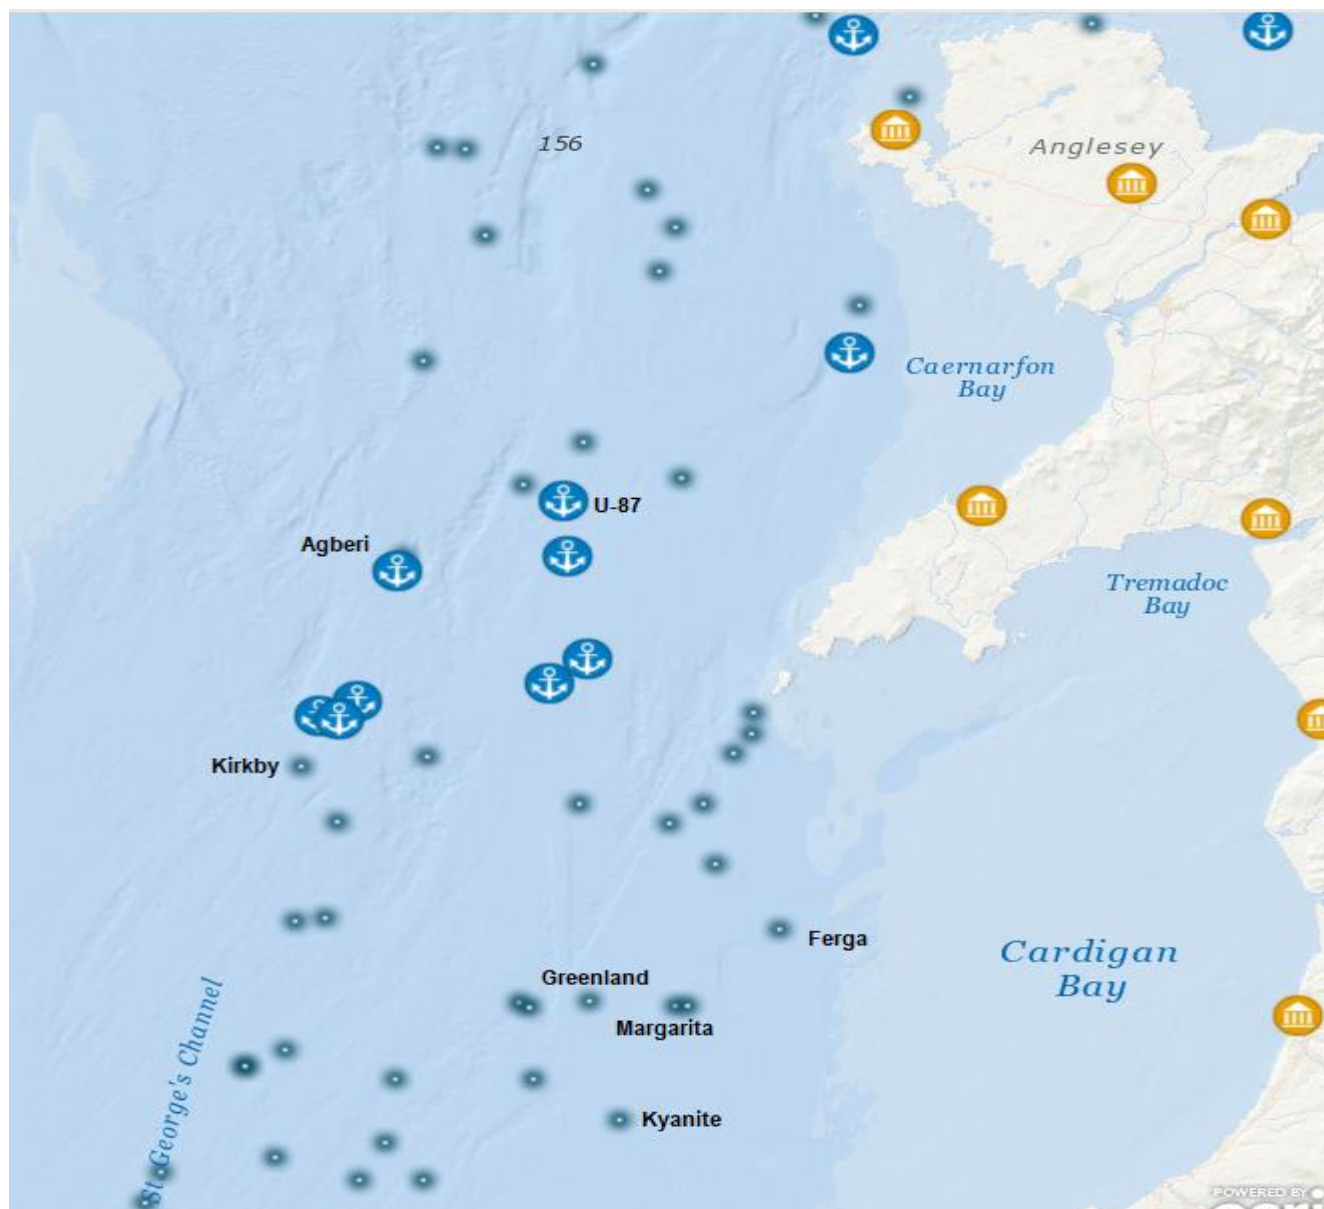 156
Anglesey
Caernarfon
Bay
U-87
Agberi
Tremadoc
Bay
Kirkby
Ferga
Cardigan
Bay
Greenland
Margarita
St George's Channel
Kyanite
POWERED BY
esri